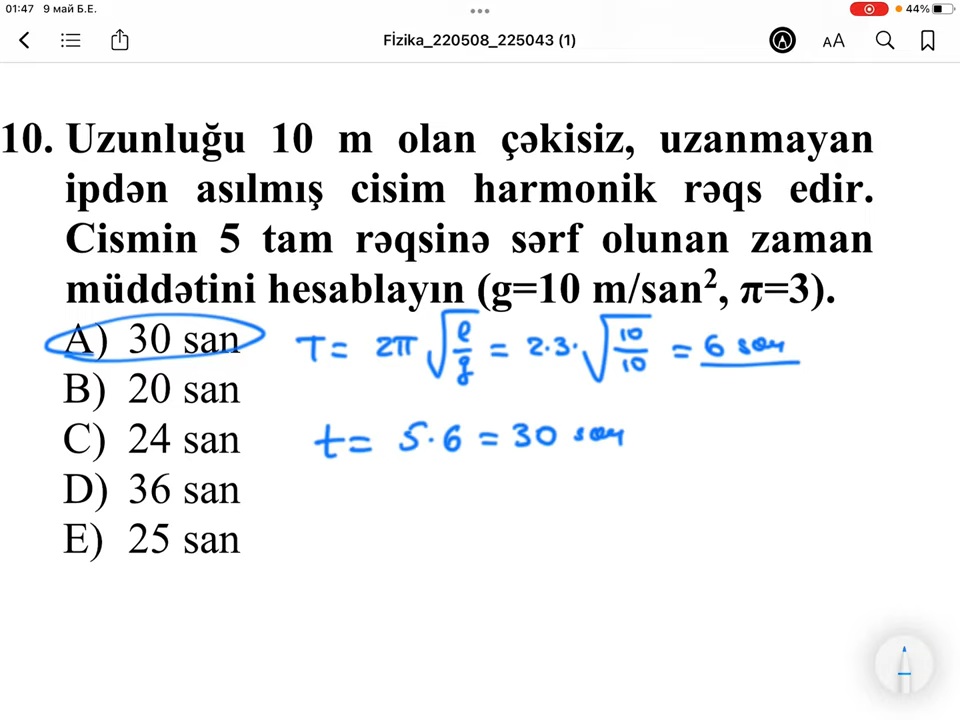 01:47 9 май Б.Е. 44%
Fİzika_220508_225043 (1) AA
10. Uzunluğu 10 m olan çəkisiz, uzanmayan
ipdən asılmış cisim harmonik rəqs edir.
Cismin 5 tam rəqsinə sərf olunan zaman
müddətini hesablayın (g=10 m/san², π=3).
A) 30 san T = 2π√(ℓ/g) = 2·3·√(10/10) = 6 san
B) 20 san
C) 24 san t = 5·6 = 30 san
D) 36 san
E) 25 san